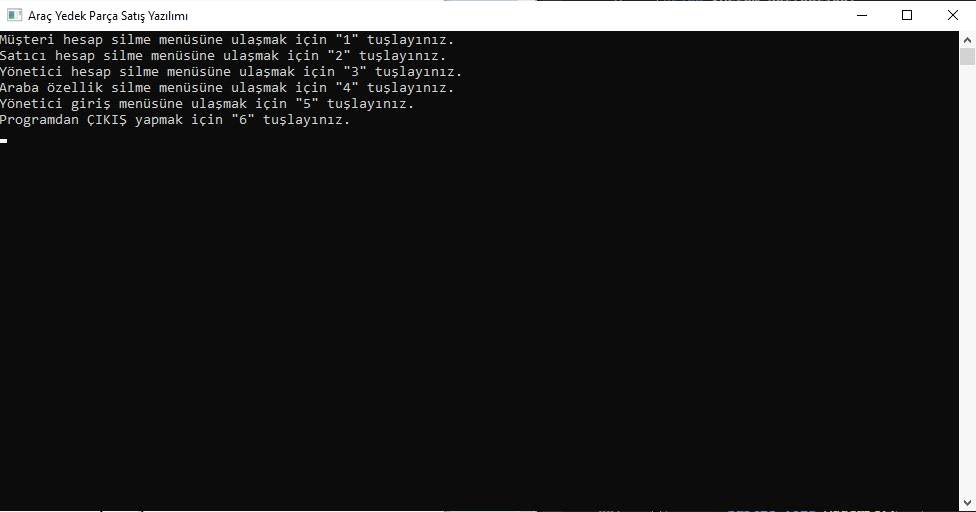 Araç Yedek Parça Satış Yazılımı
Müşteri hesap silme menüsüne ulaşmak için "1" tuşlayınız.
Satıcı hesap silme menüsüne ulaşmak için "2" tuşlayınız.
Yönetici hesap silme menüsüne ulaşmak için "3" tuşlayınız.
Araba özellik silme menüsüne ulaşmak için "4" tuşlayınız.
Yönetici giriş menüsüne ulaşmak için "5" tuşlayınız.
Programdan ÇIKIŞ yapmak için "6" tuşlayınız.